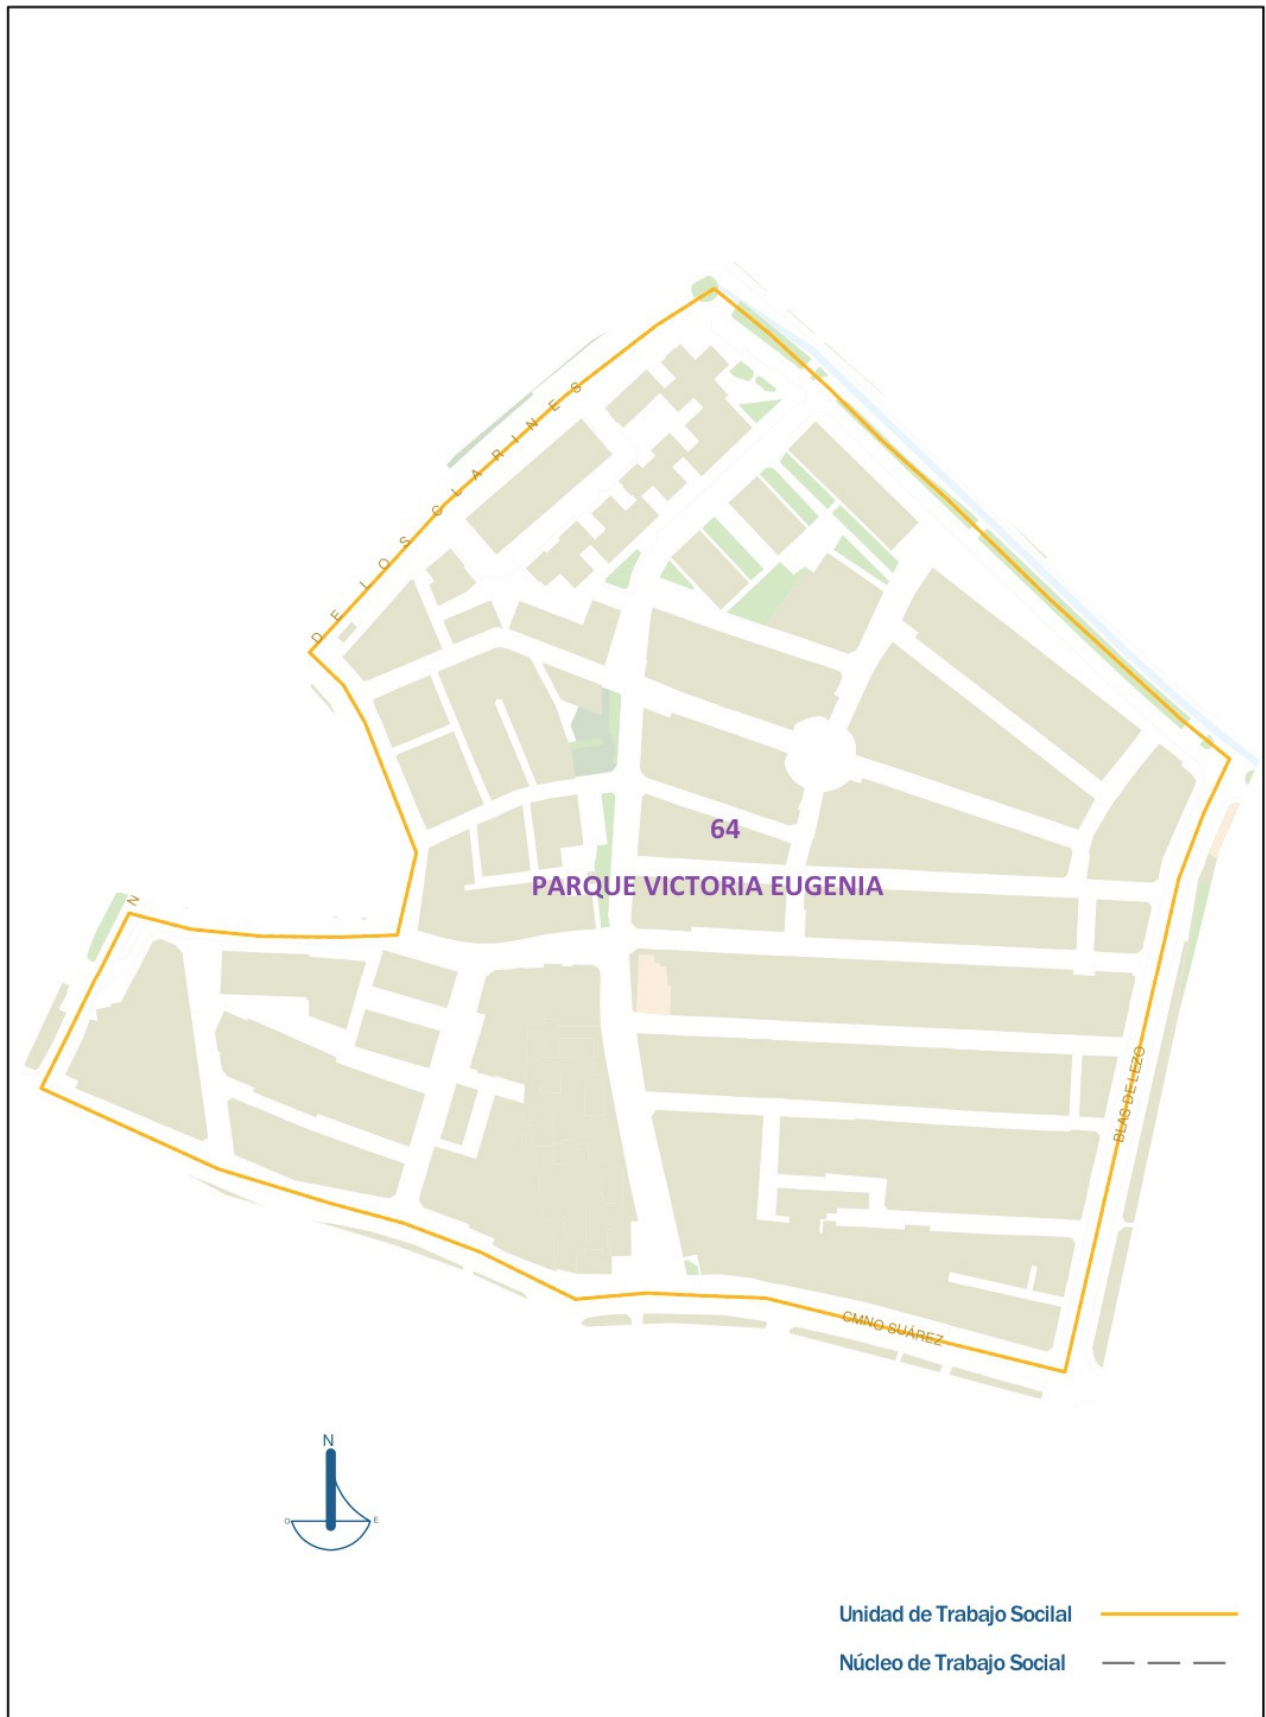 DE LOS CLARINES
64
PARQUE VICTORIA EUGENIA
N
BLAS DE LEZO
CMNO SUÁREZ
N
O
E
Unidad de Trabajo Socilal
Núcleo de Trabajo Social